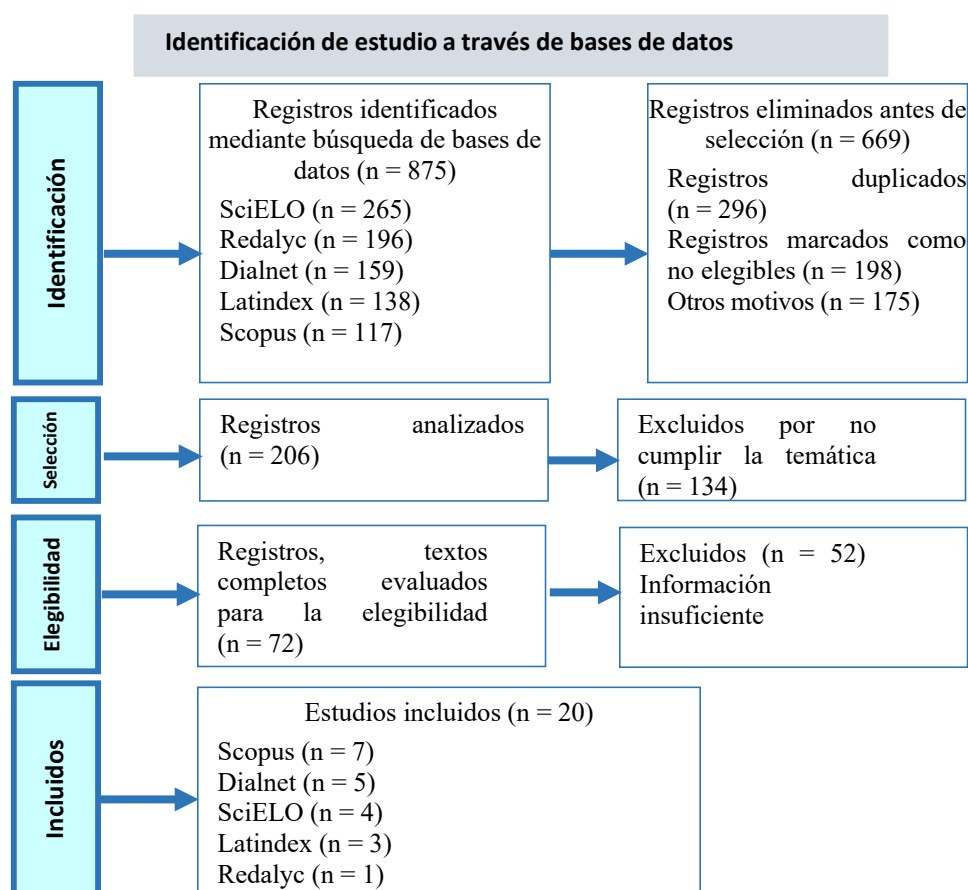 Identificación de estudio a través de bases de datos
Identificación
Registros identificados
mediante búsqueda de bases de
datos (n = 875)
SciELO (n = 265)
Redalyc (n = 196)
Dialnet (n = 159)
Latindex (n = 138)
Scopus (n = 117)
Registros eliminados antes de
selección (n = 669)
Registros duplicados
(n = 296)
Registros marcados como
no elegibles (n = 198)
Otros motivos (n = 175)
Selección
Registros analizados
(n = 206)
Excluidos por no
cumplir la temática
(n = 134)
Elegibilidad
Registros, textos
completos evaluados
para la elegibilidad
(n = 72)
Excluidos (n = 52)
Información
insuficiente
Incluidos
Estudios incluidos (n = 20)
Scopus (n = 7)
Dialnet (n = 5)
SciELO (n = 4)
Latindex (n = 3)
Redalyc (n = 1)